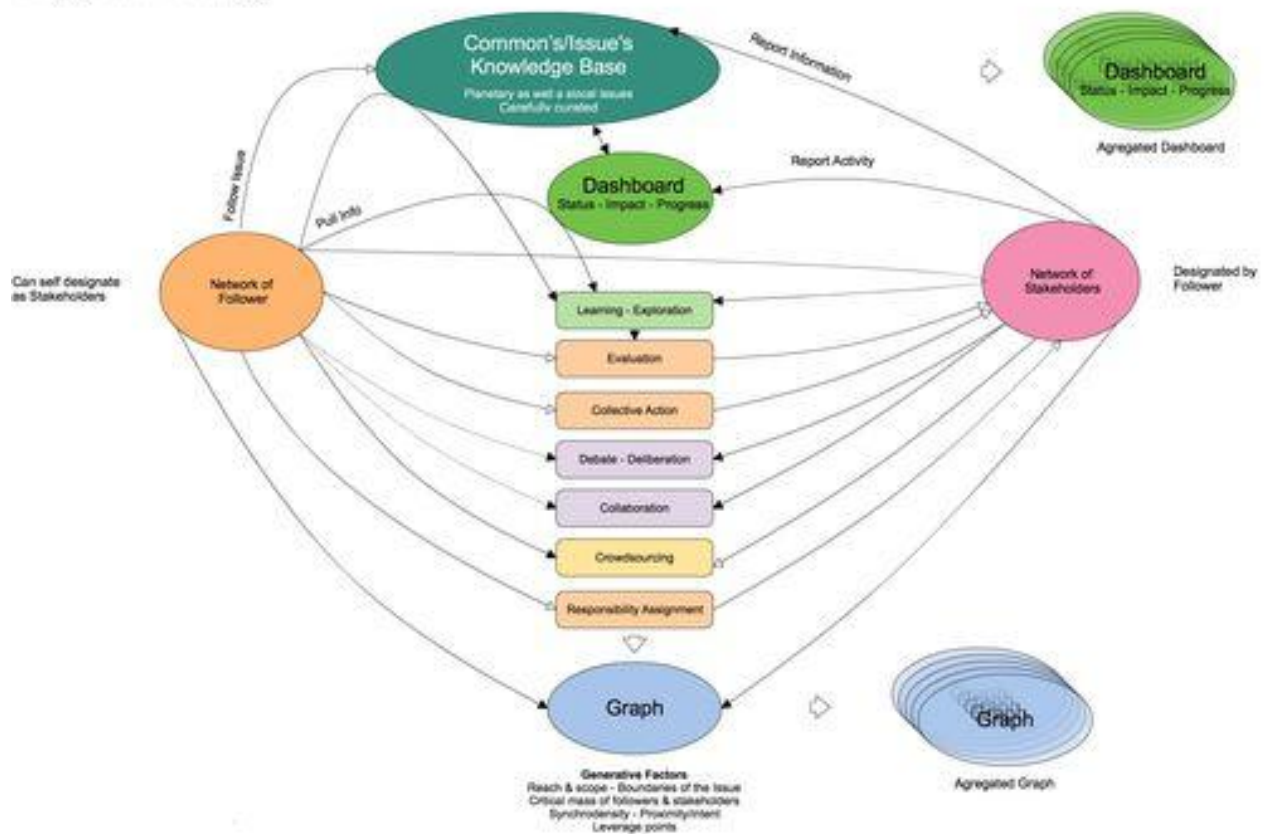 Common's/Issue's
Knowledge Base
Planetary as well a slocal issues
Carefully curated
Report Information
Dashboard
Status - Impact - Progress
Agregated Dashboard
Follow Issue
Pull Info
Dashboard
Status - Impact - Progress
Report Activity
Can self designate
as Stakeholders
Network of
Follower
Network of
Stakeholders
Designated by
Follower
Learning - Exploration
Evaluation
Collective Action
Debate - Deliberation
Collaboration
Crowdsourcing
Responsibility Assignment
Graph
Graph
Agregated Graph
Generative Factors
Reach & scope - Boundaries of the Issue
Critical mass of followers & stakeholders
Synchrodensity - Proximity/Intent
Leverage points